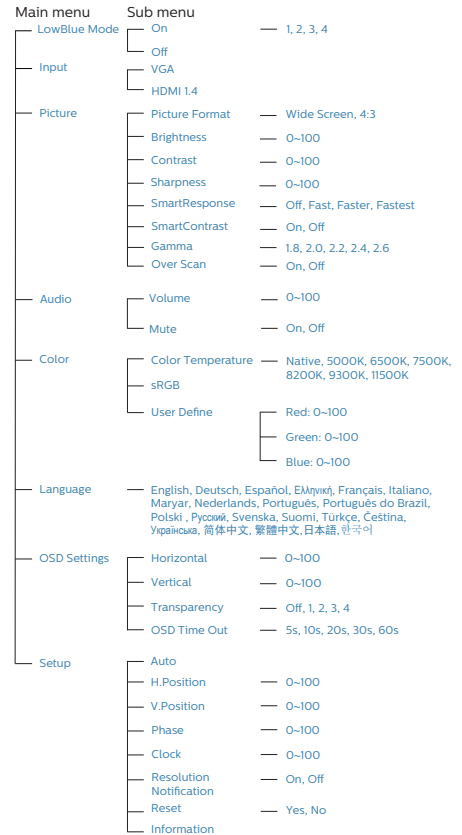 Main menu Sub menu
LowBlue Mode On 1, 2, 3, 4
Off
Input VGA
HDMI 1.4
Picture Picture Format Wide Screen, 4:3
Brightness 0~100
Contrast 0~100
Sharpness 0~100
SmartResponse Off, Fast, Faster, Fastest
SmartContrast On, Off
Gamma 1.8, 2.0, 2.2, 2.4, 2.6
Over Scan On, Off
Audio Volume 0~100
Mute On, Off
Color Color Temperature Native, 5000K, 6500K, 7500K,
8200K, 9300K, 11500K
sRGB
User Define Red: 0~100
Green: 0~100
Blue: 0~100
Language English, Deutsch, Español, Ελληνική, Français, Italiano,
Maryar, Nederlands, Português, Português do Brazil,
Polski , Русский, Svenska, Suomi, Türkçe, Čeština,
Українська, 简体中文, 繁體中文,日本語,한국어
OSD Settings Horizontal 0~100
Vertical 0~100
Transparency Off, 1, 2, 3, 4
OSD Time Out 5s, 10s, 20s, 30s, 60s
Setup Auto
H.Position 0~100
V.Position 0~100
Phase 0~100
Clock 0~100
Resolution On, Off
Notification
Reset Yes, No
Information